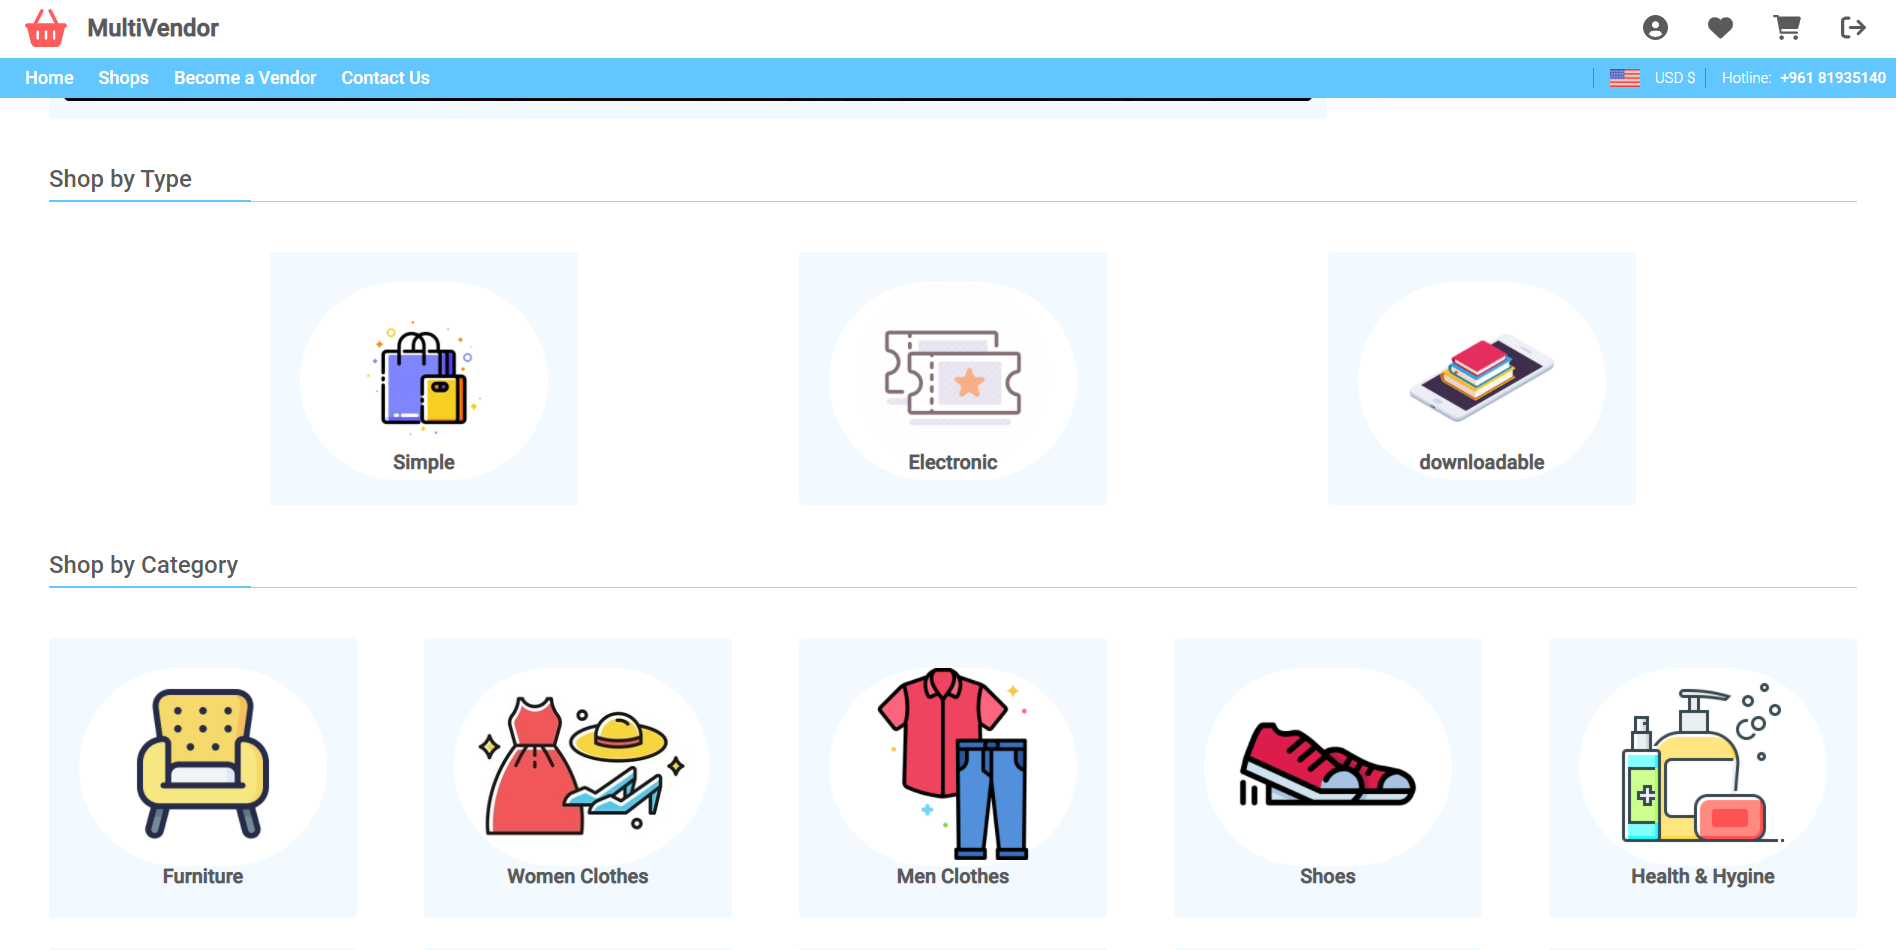 MultiVendor
Home Shops Become a Vendor Contact Us USD $ Hotline: +961 81935140
Shop by Type
Simple Electronic downloadable
Shop by Category
Furniture Women Clothes Men Clothes Shoes Health & Hygine